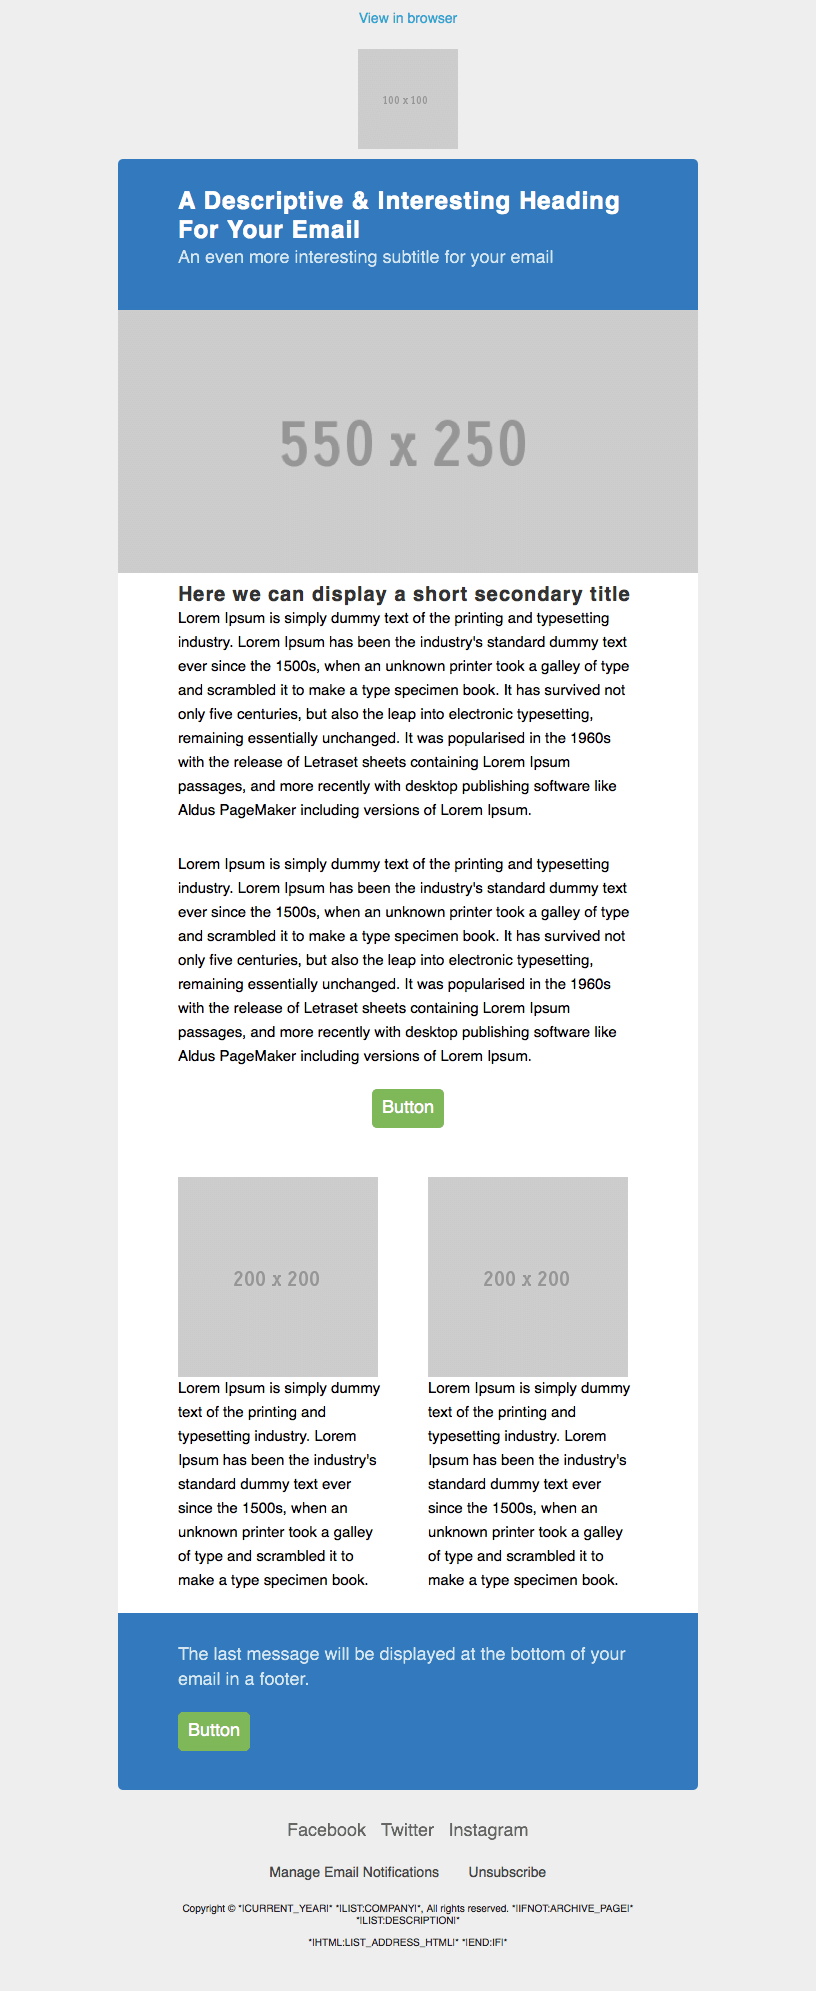 View in browser
100 x 100
A Descriptive & Interesting Heading
For Your Email
An even more interesting subtitle for your email
550 x 250
Here we can display a short secondary title
Lorem Ipsum is simply dummy text of the printing and typesetting
industry. Lorem Ipsum has been the industry's standard dummy text
ever since the 1500s, when an unknown printer took a galley of type
and scrambled it to make a type specimen book. It has survived not
only five centuries, but also the leap into electronic typesetting,
remaining essentially unchanged. It was popularised in the 1960s
with the release of Letraset sheets containing Lorem Ipsum
passages, and more recently with desktop publishing software like
Aldus PageMaker including versions of Lorem Ipsum.
Lorem Ipsum is simply dummy text of the printing and typesetting
industry. Lorem Ipsum has been the industry's standard dummy text
ever since the 1500s, when an unknown printer took a galley of type
and scrambled it to make a type specimen book. It has survived not
only five centuries, but also the leap into electronic typesetting,
remaining essentially unchanged. It was popularised in the 1960s
with the release of Letraset sheets containing Lorem Ipsum
passages, and more recently with desktop publishing software like
Aldus PageMaker including versions of Lorem Ipsum.
Button
200 x 200
Lorem Ipsum is simply dummy
text of the printing and
typesetting industry. Lorem
Ipsum has been the industry's
standard dummy text ever
since the 1500s, when an
unknown printer took a galley
of type and scrambled it to
make a type specimen book.
200 x 200
Lorem Ipsum is simply dummy
text of the printing and
typesetting industry. Lorem
Ipsum has been the industry's
standard dummy text ever
since the 1500s, when an
unknown printer took a galley
of type and scrambled it to
make a type specimen book.
The last message will be displayed at the bottom of your
email in a footer.
Button
Facebook Twitter Instagram
Manage Email Notifications Unsubscribe
Copyright © *|CURRENT_YEAR|* *|LIST:COMPANY|*, All rights reserved. *|IFNOT:ARCHIVE_PAGE|*
*|LIST:DESCRIPTION|*
*|HTML:LIST_ADDRESS_HTML|* *|END:IF|*